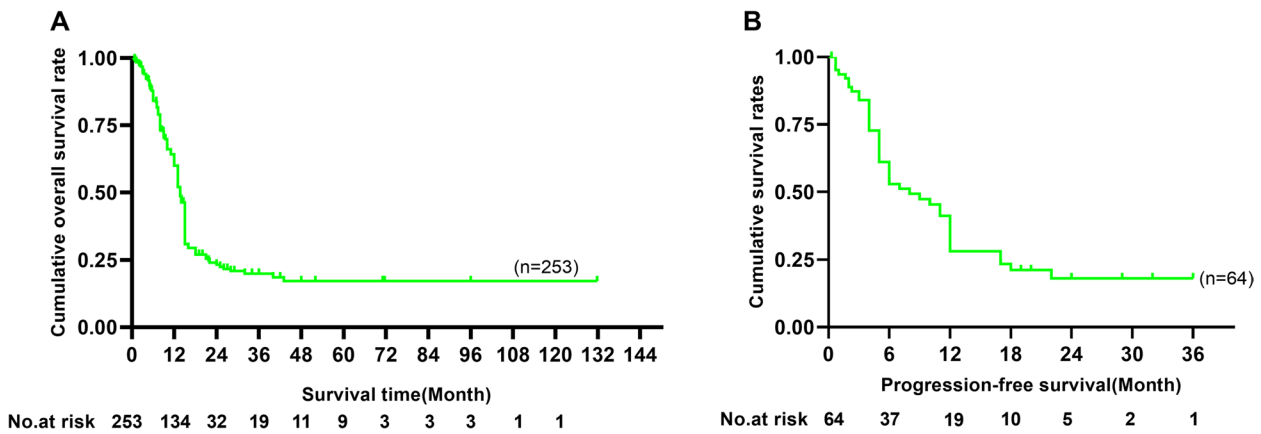 A
Cumulative overall survival rate
1.00
0.75
0.50
0.25
0.00
(n=253)
0 12 24 36 48 60 72 84 96 108 120 132 144
Survival time(Month)
No.at risk 253 134 32 19 11 9 3 3 3 1 1
B
Cumulative survival rates
1.00
0.75
0.50
0.25
0.00
(n=64)
0 6 12 18 24 30 36
Progression-free survival(Month)
No.at risk 64 37 19 10 5 2 1